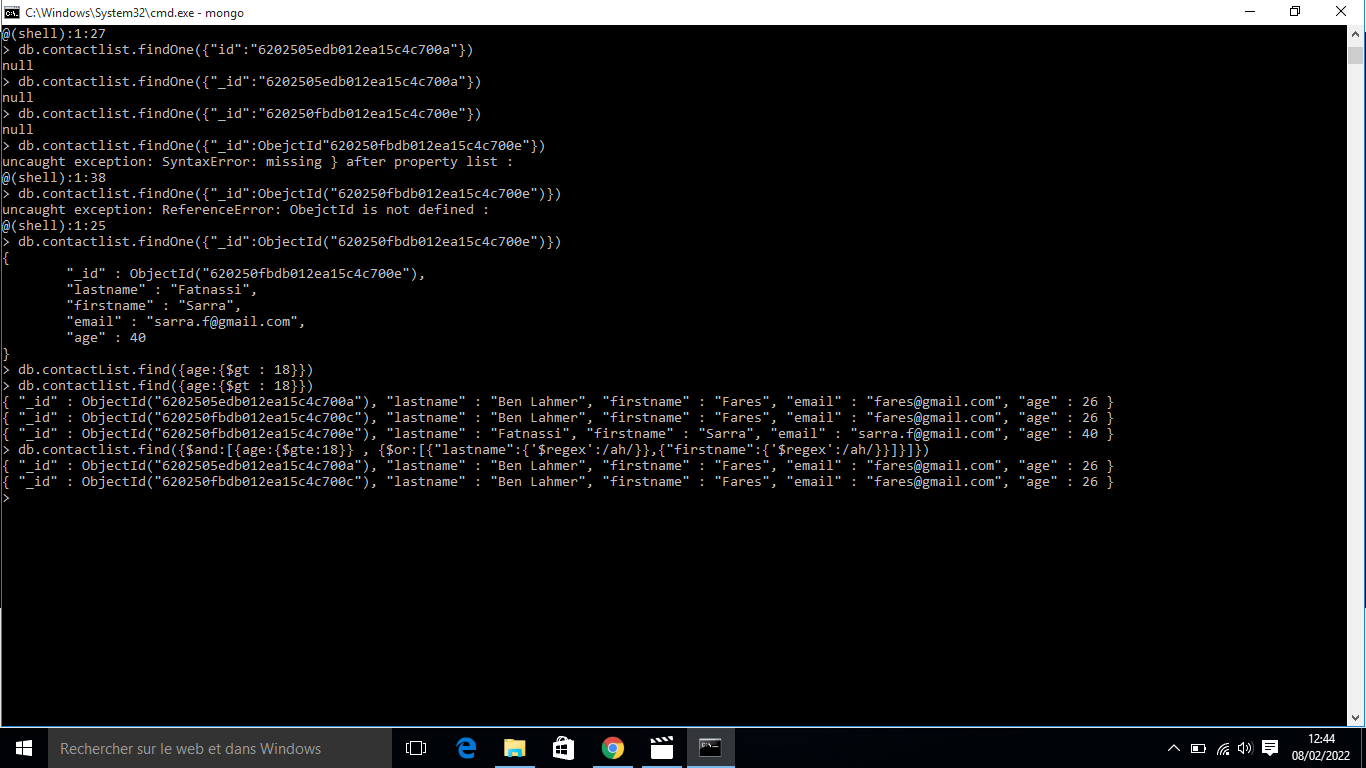 C:\Windows\System32\cmd.exe - mongo
@(shell):1:27
> db.contactlist.findOne({"id":"6202505edb012ea15c4c700a"})
null
> db.contactlist.findOne({"_id":"6202505edb012ea15c4c700a"})
null
> db.contactlist.findOne({"_id":"620250fbdb012ea15c4c700e"})
null
> db.contactlist.findOne({"_id":ObejctId"620250fbdb012ea15c4c700e"})
uncaught exception: SyntaxError: missing } after property list :
@(shell):1:38
> db.contactlist.findOne({"_id":ObejctId("620250fbdb012ea15c4c700e")})
uncaught exception: ReferenceError: ObejctId is not defined :
@(shell):1:25
> db.contactlist.findOne({"_id":ObjectId("620250fbdb012ea15c4c700e")})
{
        "_id" : ObjectId("620250fbdb012ea15c4c700e"),
        "lastname" : "Fatnassi",
        "firstname" : "Sarra",
        "email" : "sarra.f@gmail.com",
        "age" : 40
}
> db.contactList.find({age:{$gt : 18}})
> db.contactlist.find({age:{$gt : 18}})
{ "_id" : ObjectId("6202505edb012ea15c4c700a"), "lastname" : "Ben Lahmer", "firstname" : "Fares", "email" : "fares@gmail.com", "age" : 26 }
{ "_id" : ObjectId("620250fbdb012ea15c4c700c"), "lastname" : "Ben Lahmer", "firstname" : "Fares", "email" : "fares@gmail.com", "age" : 26 }
{ "_id" : ObjectId("620250fbdb012ea15c4c700e"), "lastname" : "Fatnassi", "firstname" : "Sarra", "email" : "sarra.f@gmail.com", "age" : 40 }
> db.contactlist.find({$and:[{age:{$gte:18}} , {$or:[{"lastname":{'$regex':/ah/}},{"firstname":{'$regex':/ah/}}]}]})
{ "_id" : ObjectId("6202505edb012ea15c4c700a"), "lastname" : "Ben Lahmer", "firstname" : "Fares", "email" : "fares@gmail.com", "age" : 26 }
{ "_id" : ObjectId("620250fbdb012ea15c4c700c"), "lastname" : "Ben Lahmer", "firstname" : "Fares", "email" : "fares@gmail.com", "age" : 26 }
>
Rechercher sur le web et dans Windows
12:44
08/02/2022